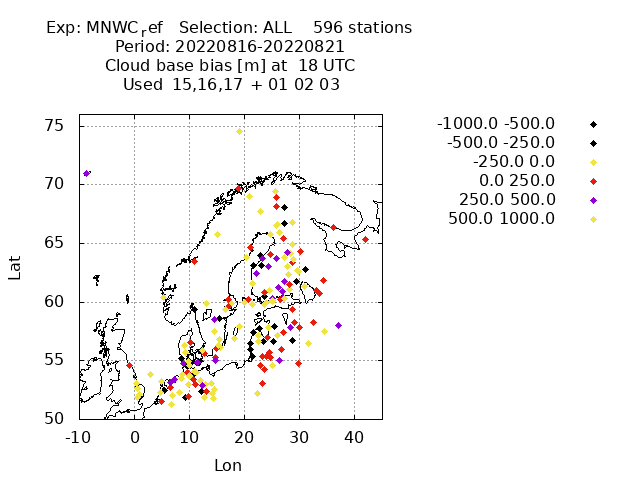 Exp: MNWC_ref   Selection: ALL    596 stations
Period: 20220816-20220821
Cloud base bias [m] at  18 UTC
Used  15,16,17 + 01 02 03
-1000.0 -500.0
-500.0 -250.0
-250.0 0.0
0.0 250.0
250.0 500.0
500.0 1000.0
75
70
65
60
55
50
Lat
-10 0 10 20 30 40
Lon